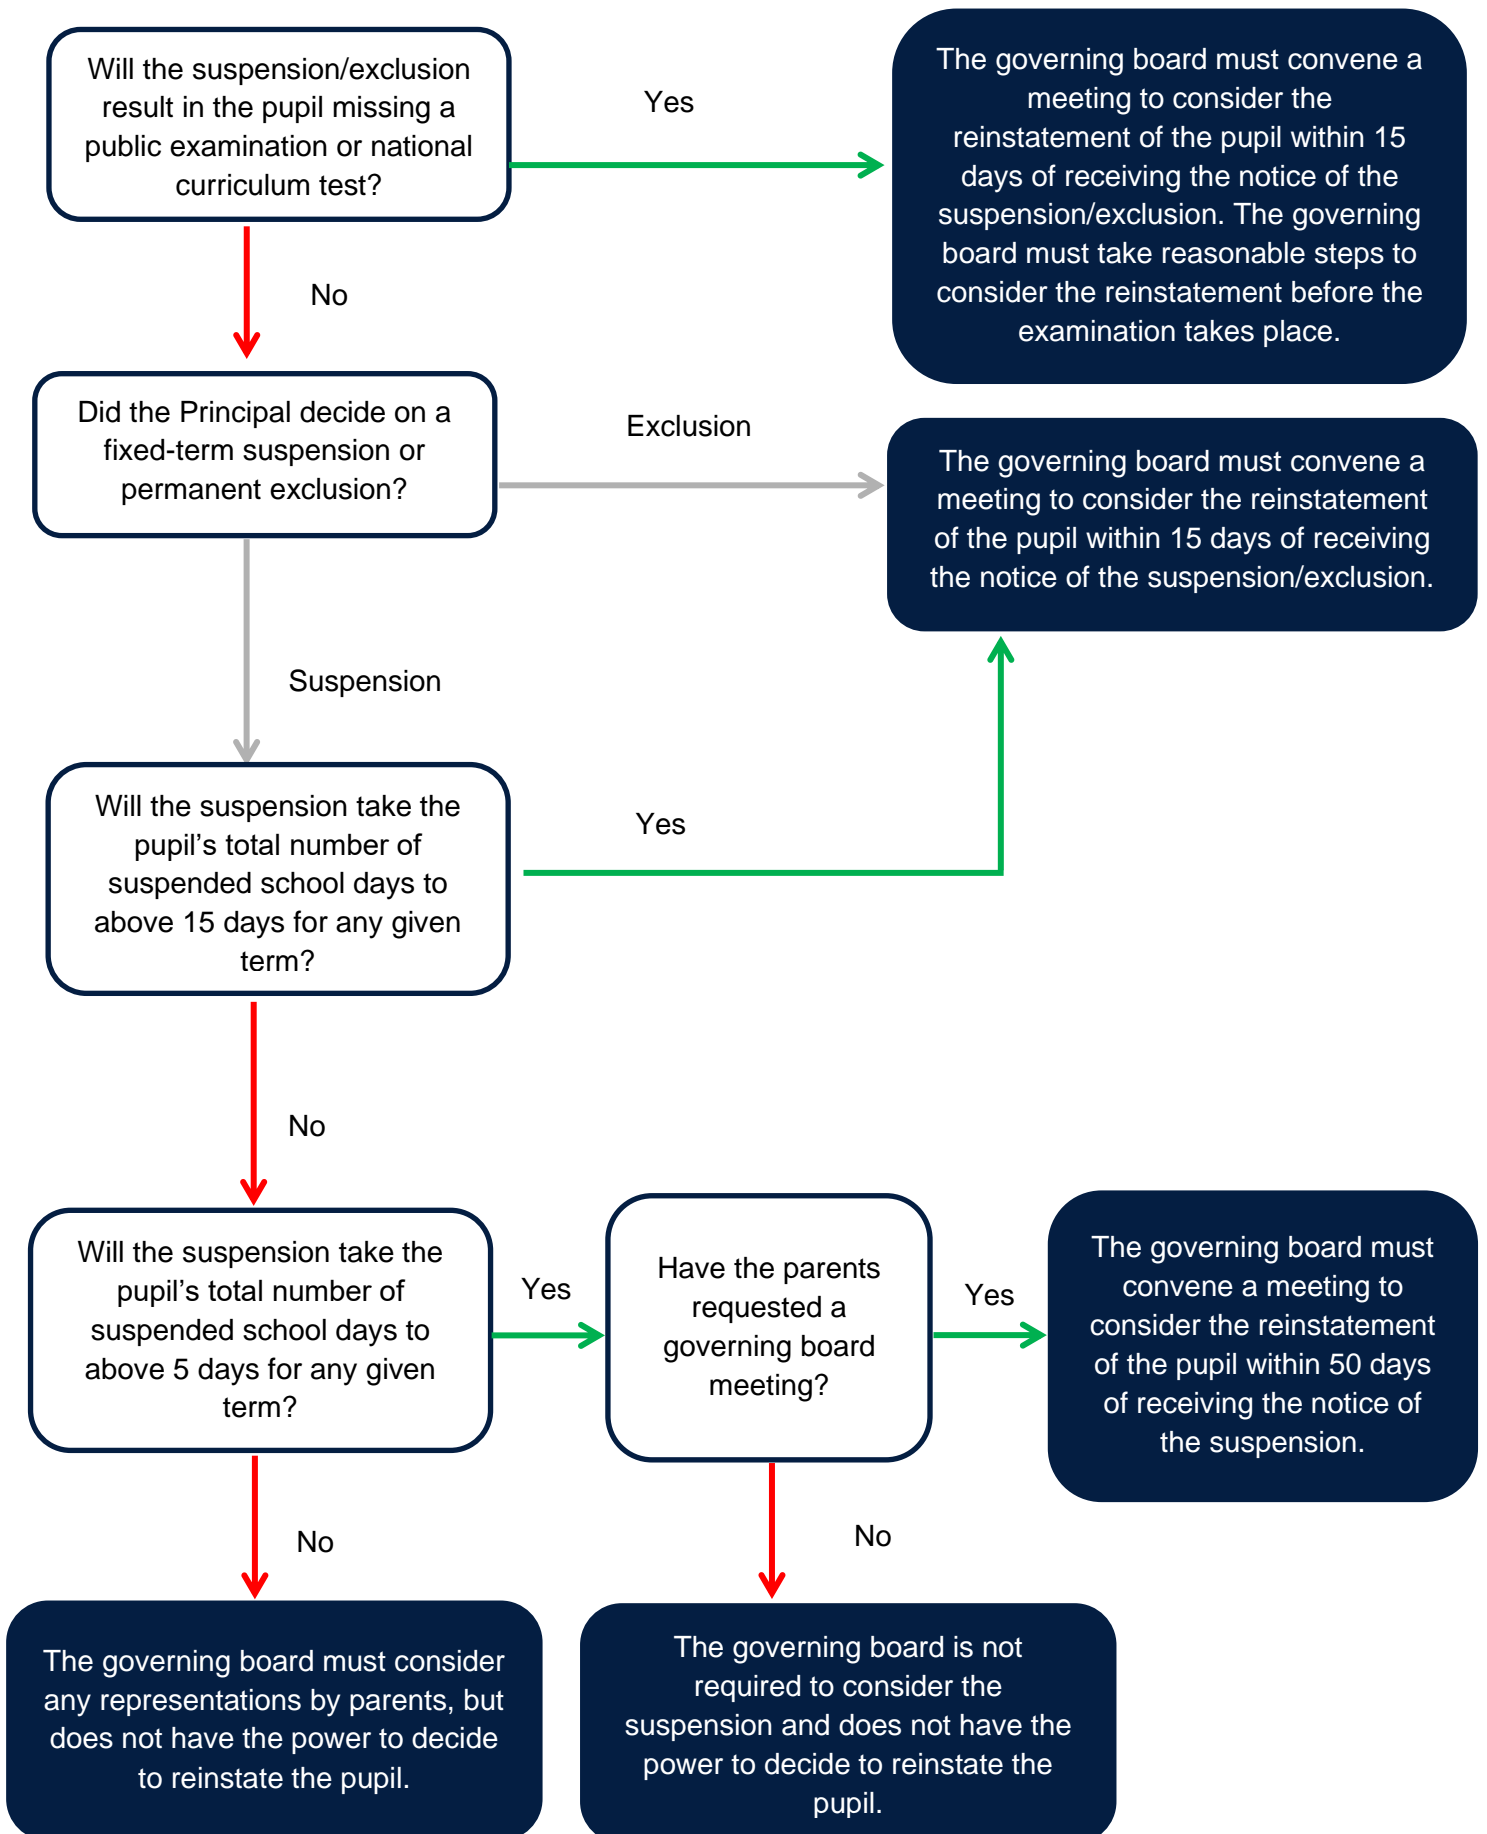 Will the suspension/exclusion
result in the pupil missing a
public examination or national
curriculum test?
Yes
The governing board must convene a
meeting to consider the
reinstatement of the pupil within 15
days of receiving the notice of the
suspension/exclusion. The governing
board must take reasonable steps to
consider the reinstatement before the
examination takes place.
No
Did the Principal decide on a
fixed-term suspension or
permanent exclusion?
Exclusion
The governing board must convene a
meeting to consider the reinstatement
of the pupil within 15 days of receiving
the notice of the suspension/exclusion.
Suspension
Will the suspension take the
pupil’s total number of
suspended school days to
above 15 days for any given
term?
Yes
No
Will the suspension take the
pupil’s total number of
suspended school days to
above 5 days for any given
term?
Yes
Have the parents
requested a
governing board
meeting?
Yes
The governing board must
convene a meeting to
consider the reinstatement
of the pupil within 50 days
of receiving the notice of
the suspension.
No
No
The governing board must consider
any representations by parents, but
does not have the power to decide
to reinstate the pupil.
The governing board is not
required to consider the
suspension and does not have the
power to decide to reinstate the
pupil.